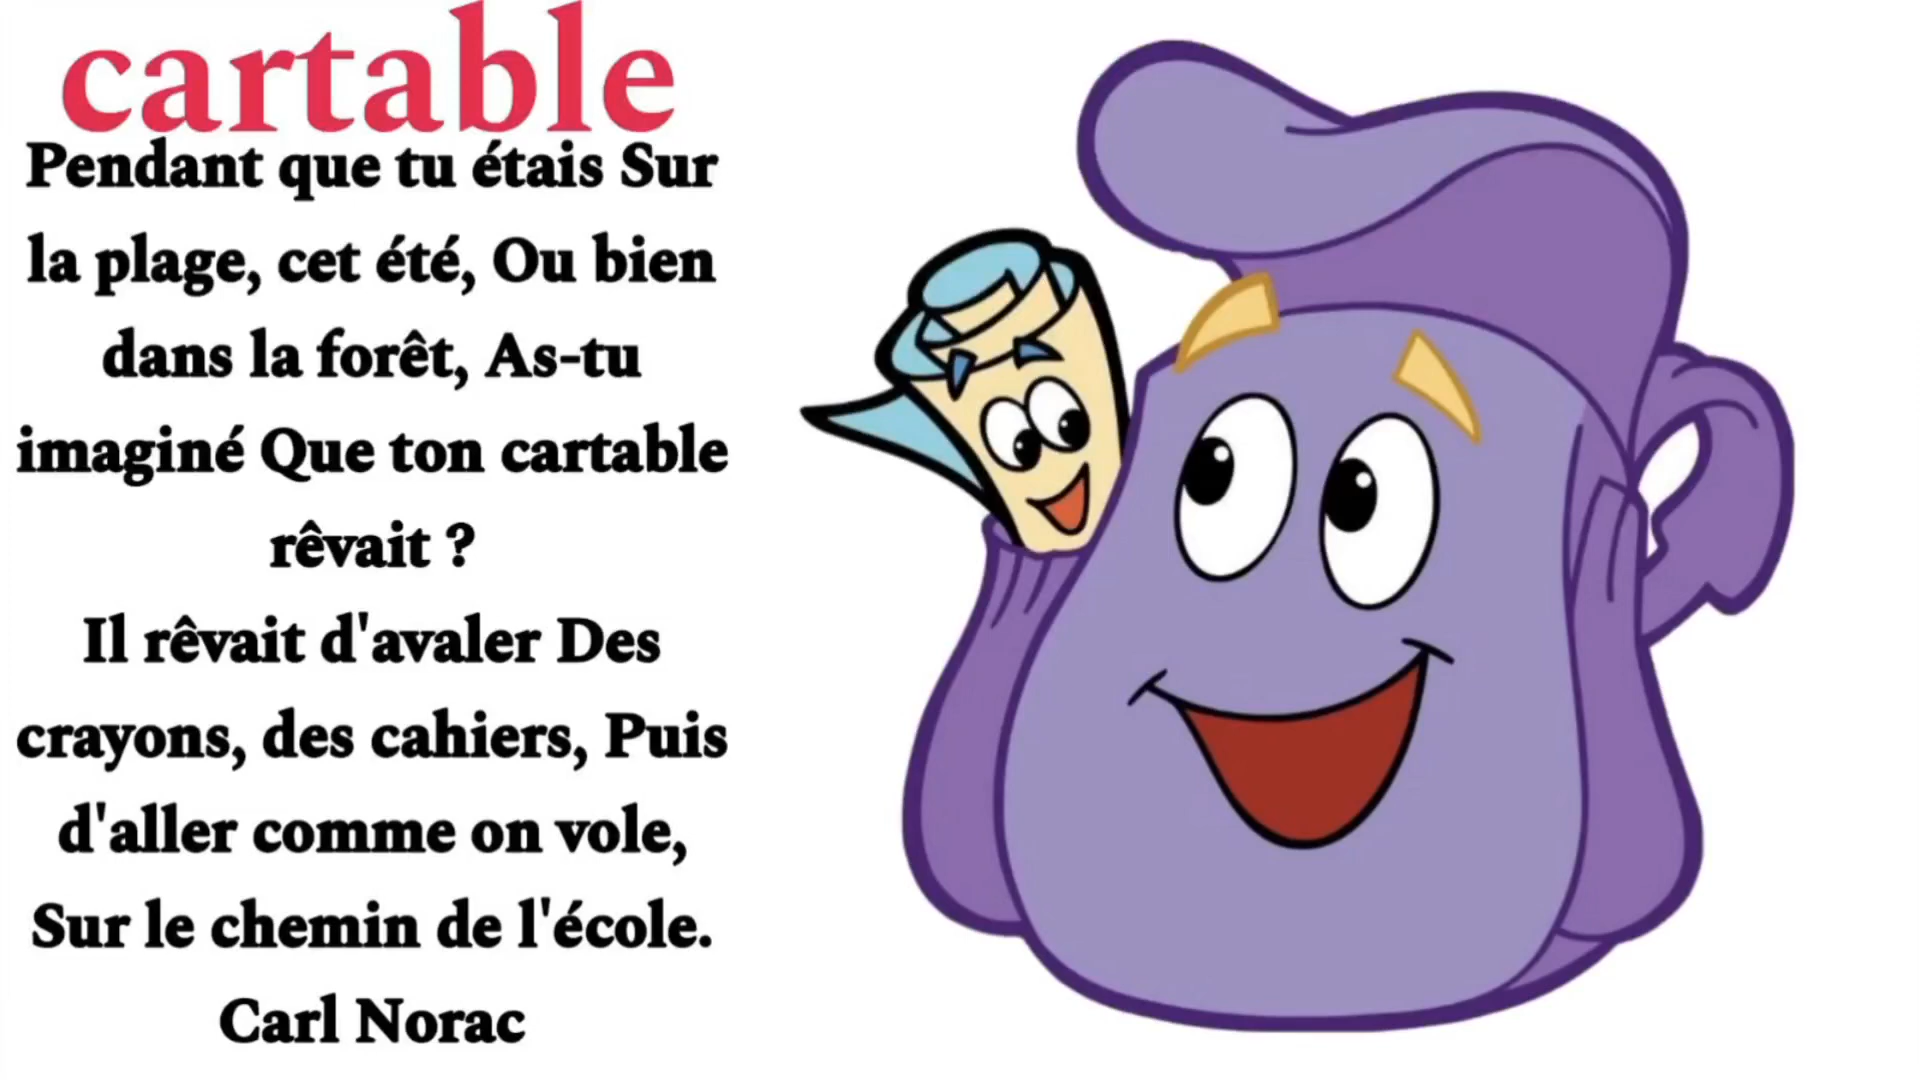 cartable
Pendant que tu étais Sur
la plage, cet été, Ou bien
dans la forêt, As-tu
imaginé Que ton cartable
rêvait ?
Il rêvait d'avaler Des
crayons, des cahiers, Puis
d'aller comme on vole,
Sur le chemin de l'école.
Carl Norac